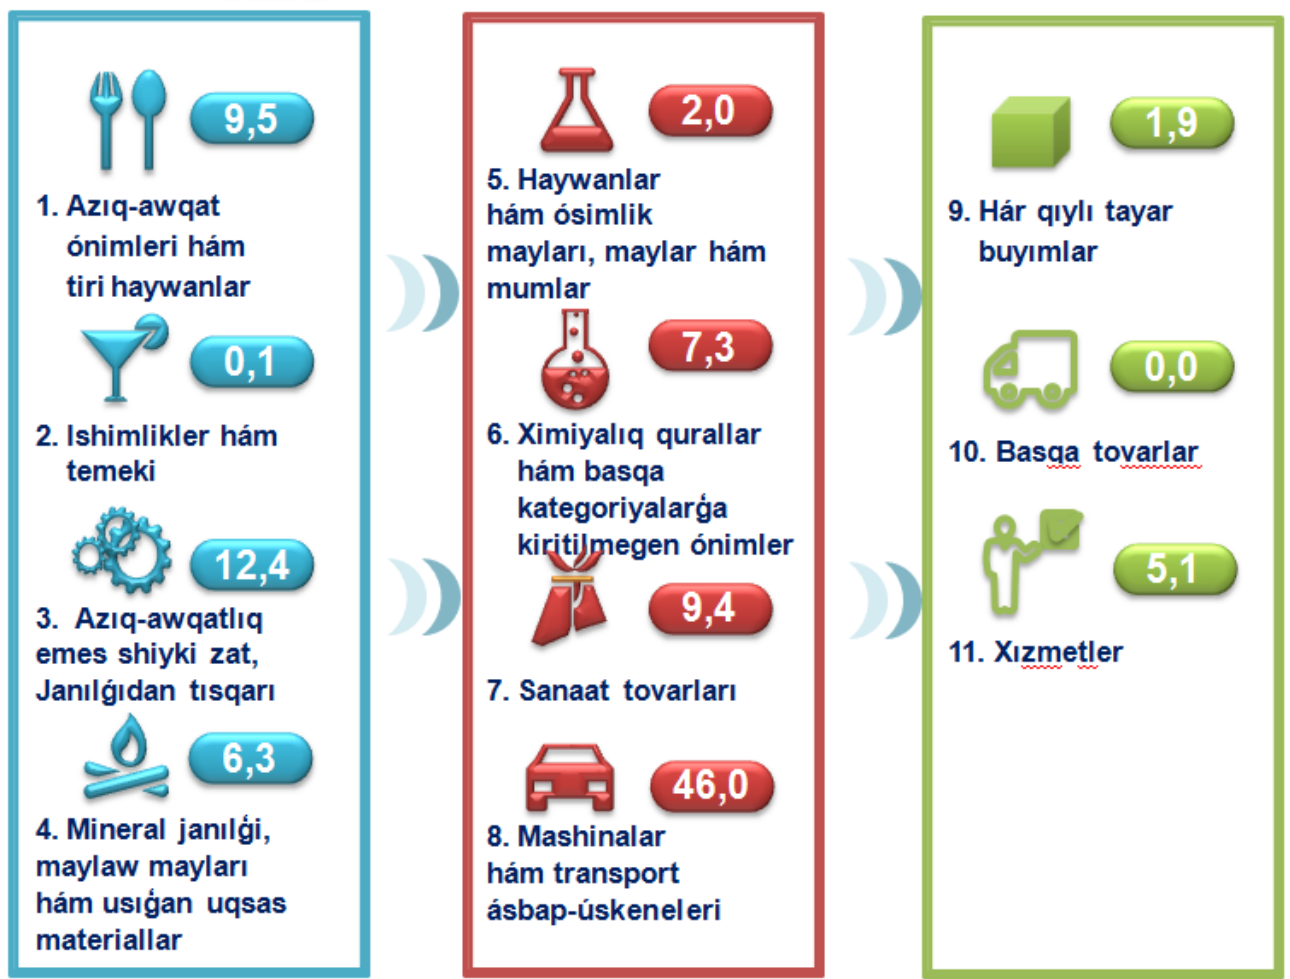 9,5
1. Azıq-awqat
ónimleri hám
tiri haywanlar
0,1
2. Ishimlikler hám
temeki
12,4
3. Azıq-awqatlıq
emes shiyki zat,
Janılǵıdan tısqarı
6,3
4. Mineral janılǵi,
maylaw mayları
hám usıǵan uqsas
materiallar
2,0
5. Haywanlar
hám ósimlik
mayları, maylar hám
mumlar
7,3
6. Ximiyalıq qurallar
hám basqa
kategoriyalarǵa
kiritilmegen ónimler
9,4
7. Sanaat tovarları
46,0
8. Mashinalar
hám transport
ásbap-úskeneleri
1,9
9. Hár qıylı tayar
buyımlar
0,0
10. Basqa tovarlar
5,1
11. Xızmetler